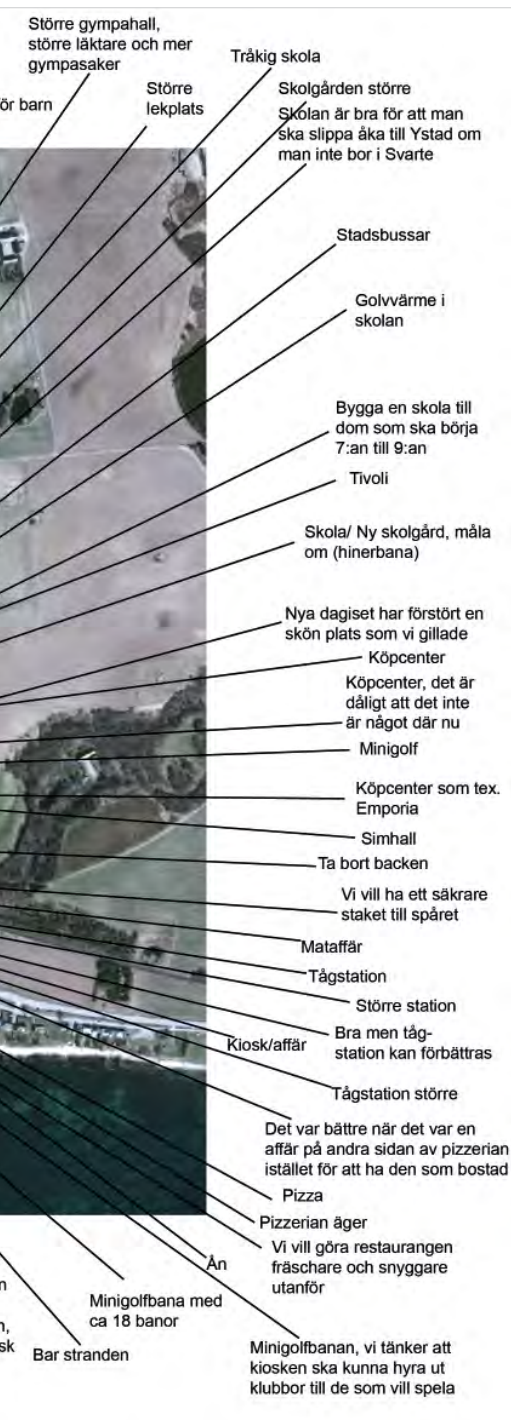 Större gympahall,
större läktare och mer
gympasaker
Tråkig skola
ör barn
Större
lekplats
Skolgården större
Skolan är bra för att man
ska slippa åka till Ystad om
man inte bor i Svarte
Stadsbussar
Golvvärme i
skolan
Bygga en skola till
dom som ska börja
7:an till 9:an
Tivoli
Skola/ Ny skolgård, måla
om (hinerbana)
Nya dagiset har förstört en
skön plats som vi gillade
Köpcenter
Köpcenter, det är
dåligt att det inte
är något där nu
Minigolf
Köpcenter som tex.
Emporia
Simhall
Ta bort backen
Vi vill ha ett säkrare
staket till spåret
Mataffär
Tågstation
Större station
Bra men tåg-
station kan förbättras
Kiosk/affär
Tågstation större
Det var bättre när det var en
affär på andra sidan av pizzerian
istället för att ha den som bostad
Pizza
Pizzerian äger
Vi vill göra restaurangen
fräschare och snyggare
utanför
Ån
n
Minigolfbana med
ca 18 banor
n,
sk
Bar stranden
Minigolfbanan, vi tänker att
kiosken ska kunna hyra ut
klubbor till de som vill spela